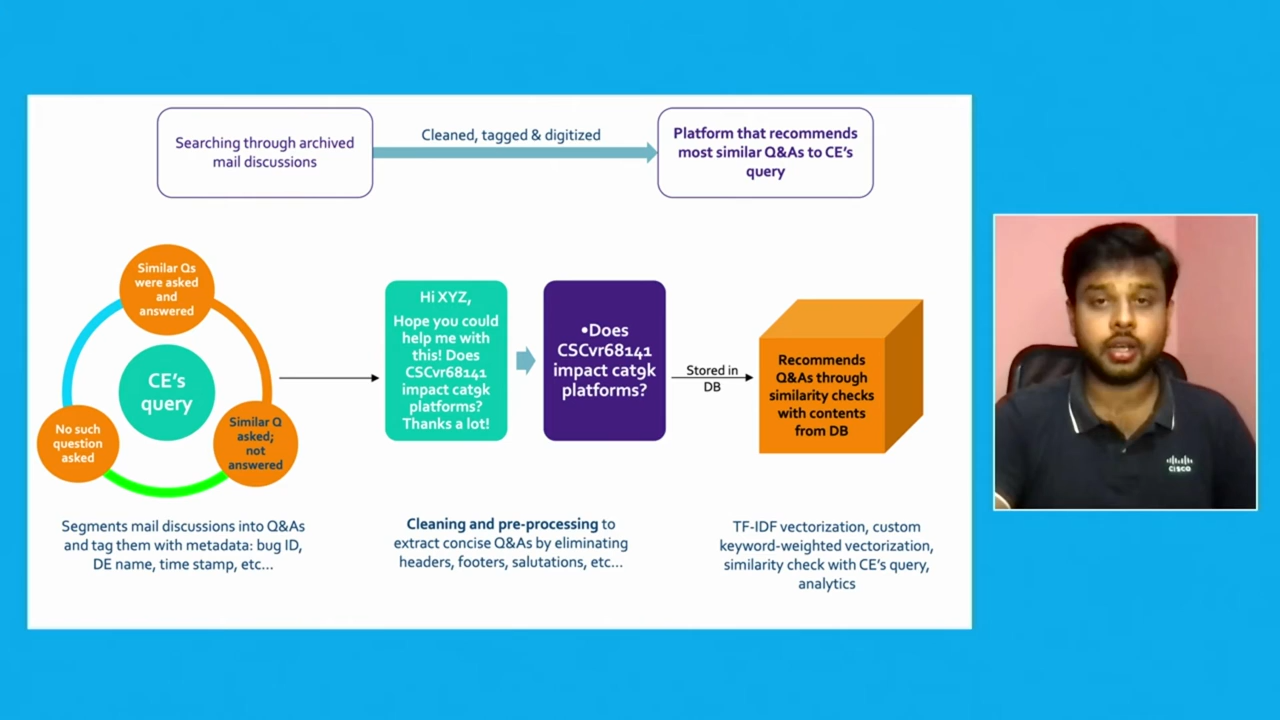 Searching through archived
mail discussions
Cleaned, tagged & digitized
Platform that recommends
most similar Q&As to CE's
query
Similar Qs
were asked
and
answered
CE's
query
No such
question
asked
Similar Q
asked;
not
answered
Hi XYZ,
Hope you could
help me with
this! Does
CSCvr68141
impact cat9k
platforms?
Thanks a lot!
•Does
CSCvr68141
impact cat9k
platforms?
Stored in
DB
Recommends
Q&As through
similarity checks
with contents
from DB
Segments mail discussions into Q&As
and tag them with metadata: bug ID,
DE name, time stamp, etc...
Cleaning and pre-processing to
extract concise Q&As by eliminating
headers, footers, salutations, etc...
TF-IDF vectorization, custom
keyword-weighted vectorization,
similarity check with CE's query,
analytics
CISCO